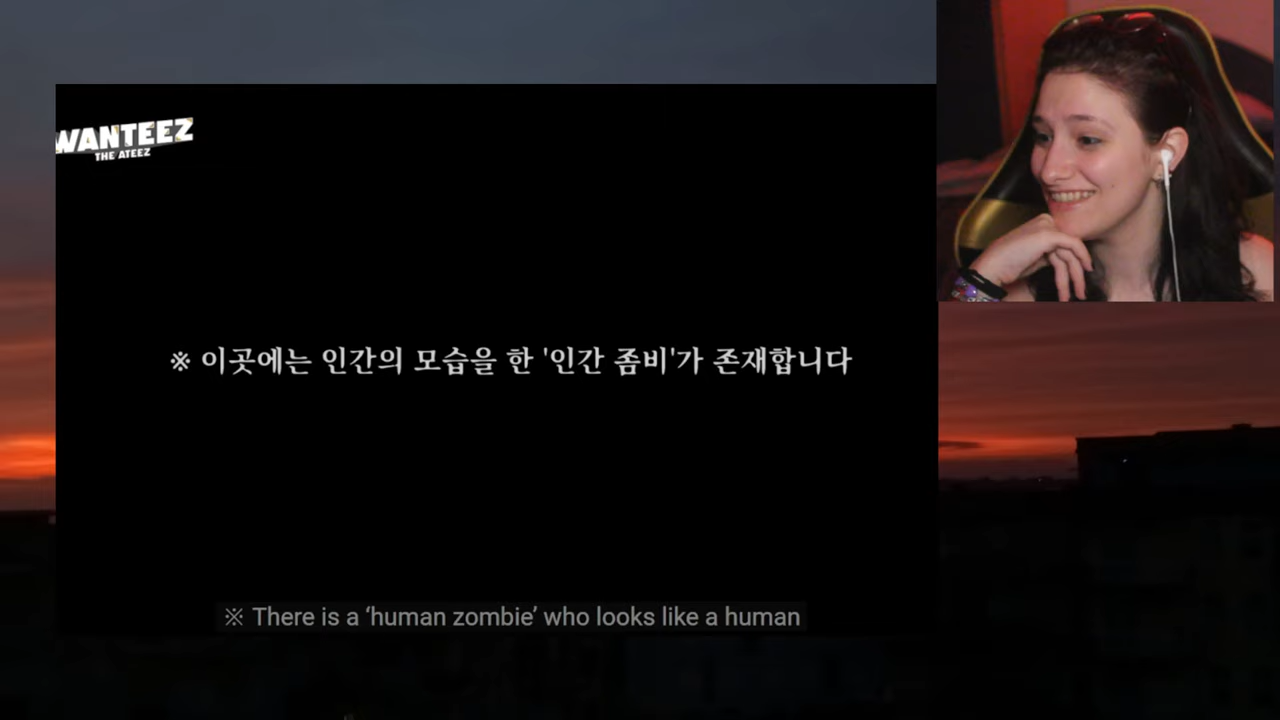 WANTEEZ
THE ATEEZ
※ 이곳에는 인간의 모습을 한 '인간 좀비'가 존재합니다
※ There is a ‘human zombie’ who looks like a human